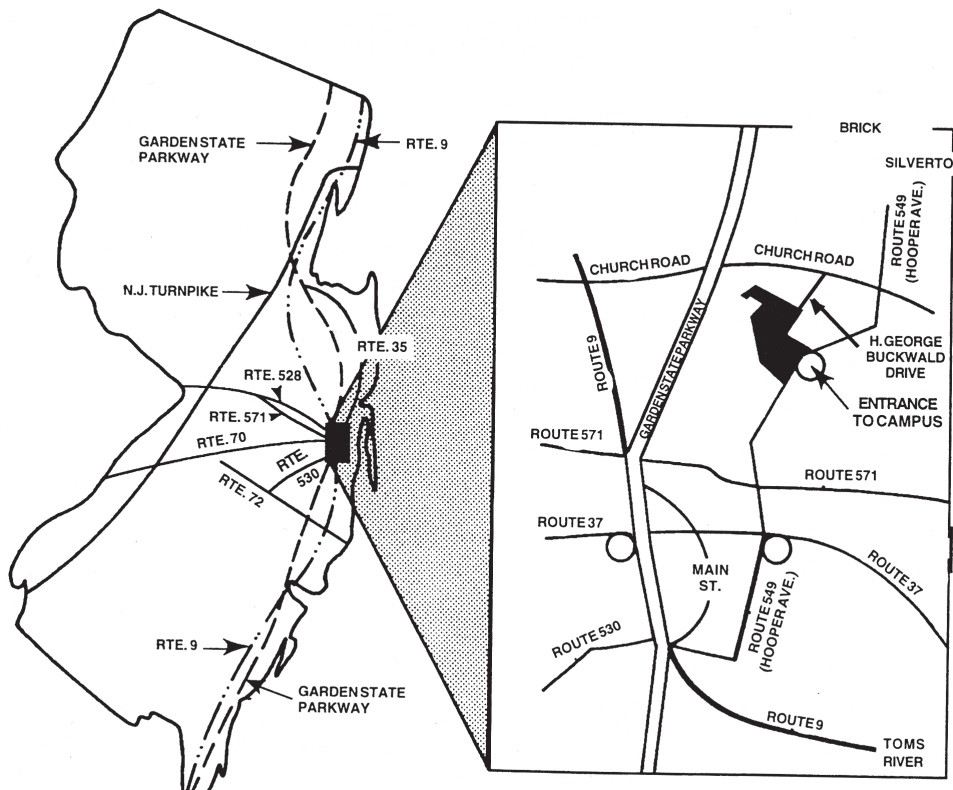 GARDEN STATE
PARKWAY
RTE. 9
N.J. TURNPIKE
RTE. 35
RTE. 528
RTE. 571
RTE. 70
RTE.
530
RTE. 72
RTE. 9
GARDEN STATE
PARKWAY
BRICK
SILVERTO
ROUTE 549
(HOOPER AVE.)
CHURCH ROAD
CHURCH ROAD
ROUTE 9
GARDEN STATE PARKWAY
H. GEORGE
BUCKWALD
DRIVE
ENTRANCE
TO CAMPUS
ROUTE 571
ROUTE 571
ROUTE 37
ROUTE 37
MAIN
ST.
ROUTE 549
(HOOPER AVE.)
ROUTE 530
ROUTE 9
TOMS
RIVER